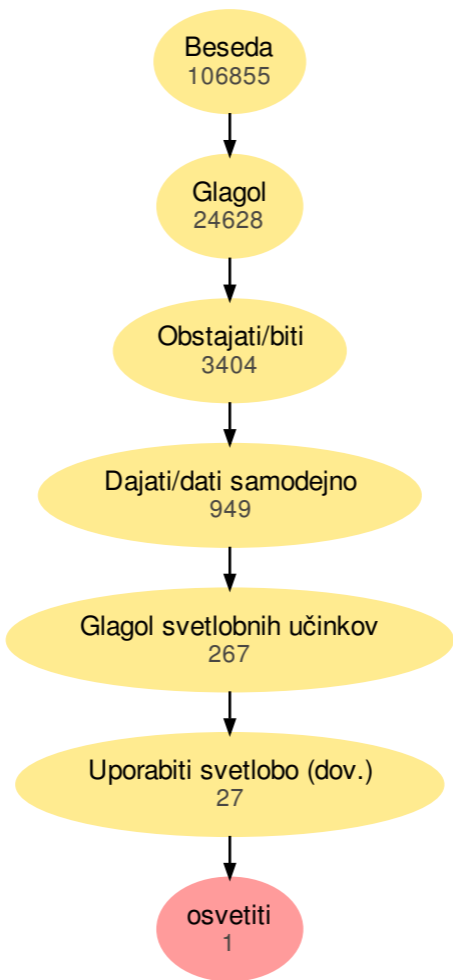 Beseda
106855
Glagol
24628
Obstajati/biti
3404
Dajati/dati samodejno
949
Glagol svetlobnih učinkov
267
Uporabiti svetlobo (dov.)
27
osvetiti
1